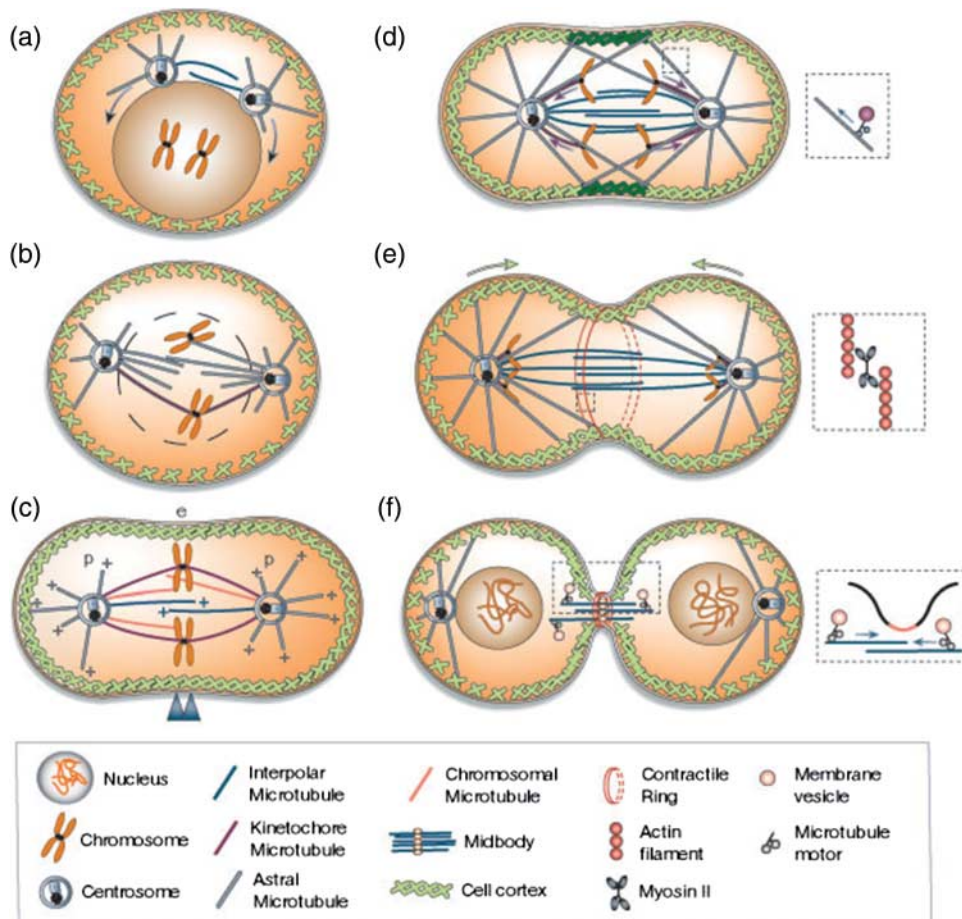 (a)
(d)
(b)
(e)
(c)
e
p
p
+
+
+
+
+
+
+
+
+
+
(f)
Nucleus
Interpolar
Microtubule
Chromosomal
Microtubule
Contractile
Ring
Membrane
vesicle
Chromosome
Kinetochore
Microtubule
Midbody
Actin
filament
Microtubule
motor
Centrosome
Astral
Microtubule
Cell cortex
Myosin II